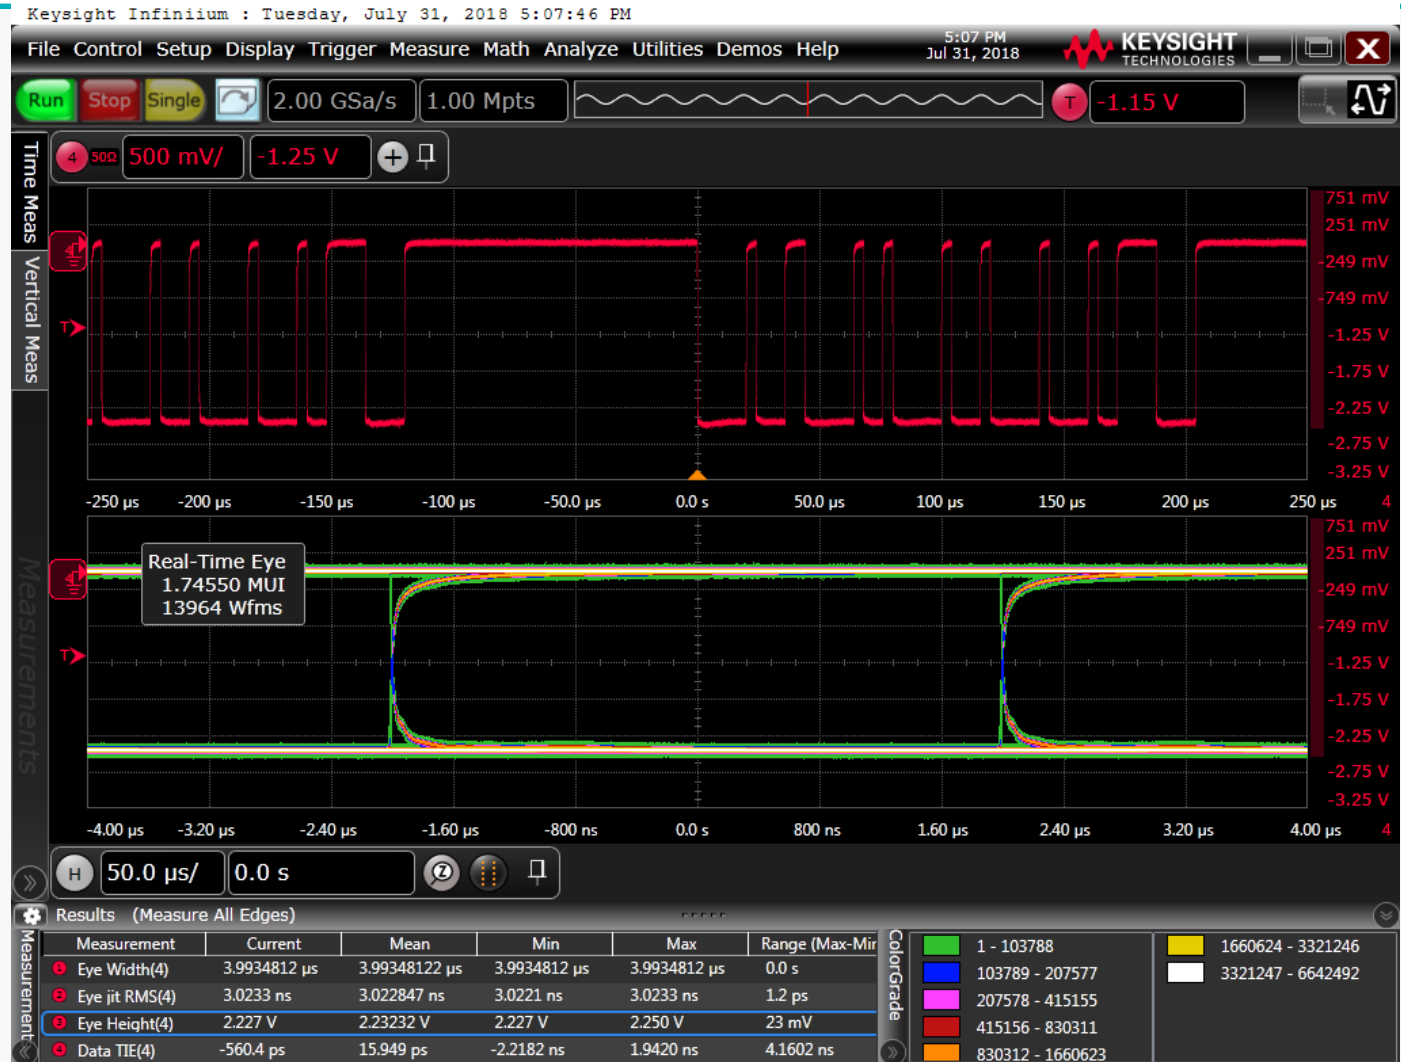 Keysight Infiniium : Tuesday, July 31, 2018 5:07:46 PM
File Control Setup Display Trigger Measure Math Analyze Utilities Demos Help
5:07 PM
Jul 31, 2018
KEYSIGHT
TECHNOLOGIES
X
Run Stop Single 2.00 GSa/s 1.00 Mpts T -1.15 V
Time Meas
Vertical Meas
Measurements
4 50Ω 500 mV/ -1.25 V +
4
T
751 mV
251 mV
-249 mV
-749 mV
-1.25 V
-1.75 V
-2.25 V
-2.75 V
-3.25 V
-250 µs -200 µs -150 µs -100 µs -50.0 µs 0.0 s 50.0 µs 100 µs 150 µs 200 µs 250 µs 4
Real-Time Eye
1.74550 MUI
13964 Wfms
4
T
751 mV
251 mV
-249 mV
-749 mV
-1.25 V
-1.75 V
-2.25 V
-2.75 V
-3.25 V
-4.00 µs -3.20 µs -2.40 µs -1.60 µs -800 ns 0.0 s 800 ns 1.60 µs 2.40 µs 3.20 µs 4.00 µs 4
H 50.0 µs/ 0.0 s Z
Results (Measure All Edges)
Measurement
Measurement Current Mean Min Max Range (Max-Min
1 Eye Width(4) 3.9934812 µs 3.99348122 µs 3.9934812 µs 3.9934812 µs 0.0 s
2 Eye jit RMS(4) 3.0233 ns 3.022847 ns 3.0221 ns 3.0233 ns 1.2 ps
3 Eye Height(4) 2.227 V 2.23232 V 2.227 V 2.250 V 23 mV
4 Data TIE(4) -560.4 ps 15.949 ps -2.2182 ns 1.9420 ns 4.1602 ns
ColorGrade
1 - 103788
103789 - 207577
207578 - 415155
415156 - 830311
830312 - 1660623
1660624 - 3321246
3321247 - 6642492